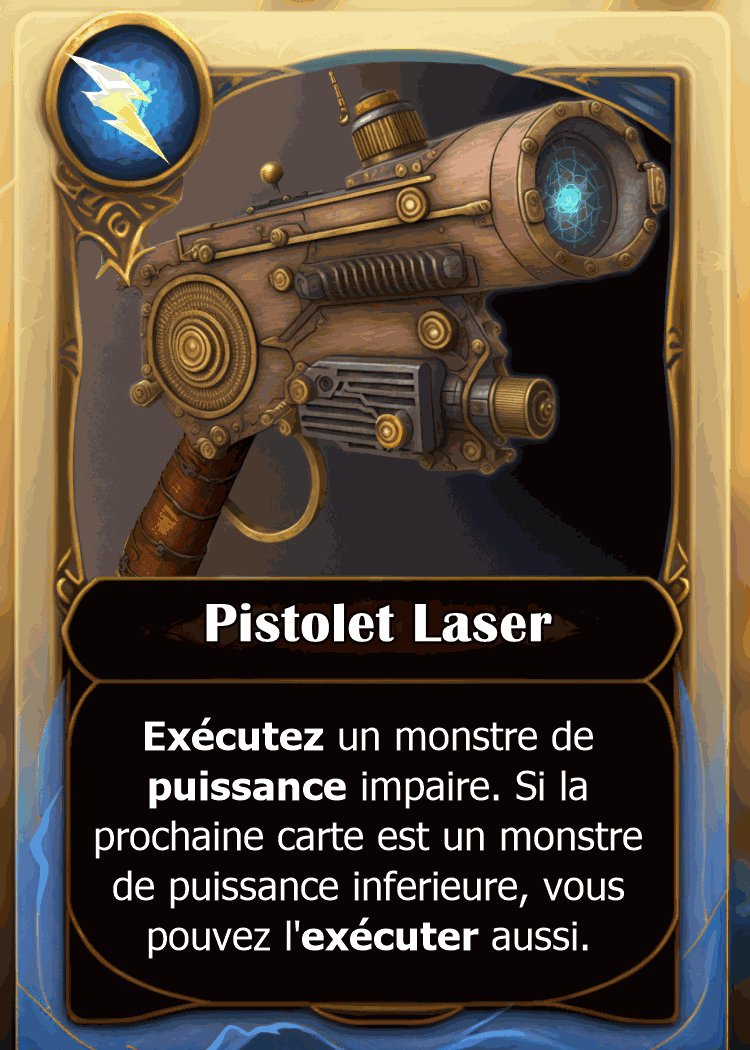 Pistolet Laser
Exécutez un monstre de
puissance impaire. Si la
prochaine carte est un monstre
de puissance inferieure, vous
pouvez l'exécuter aussi.